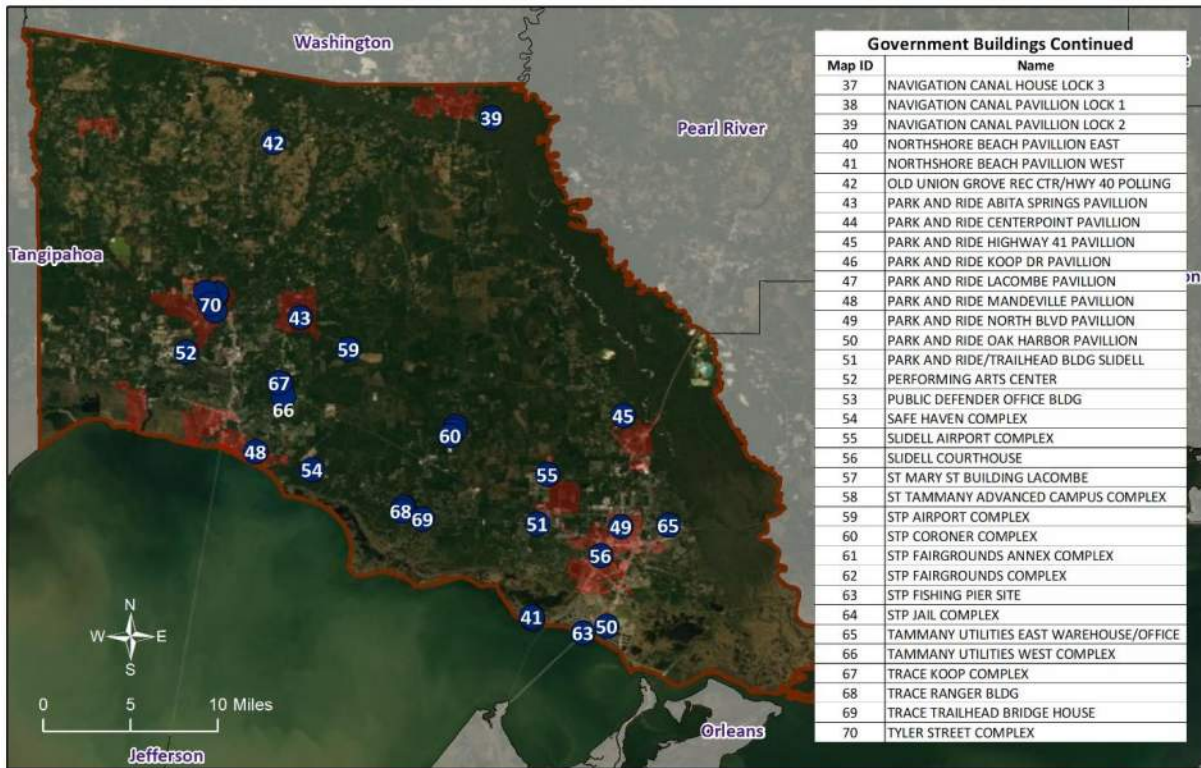 Washington
Pearl River
Tangipahoa
42
39
70
43
52
59
67
66
45
60
48
54
55
68
69
51
49
65
56
41
63
50
N
W
E
S
0
5
10 Miles
Jefferson
Orleans
Government Buildings Continued
Map ID Name
37 NAVIGATION CANAL HOUSE LOCK 3
38 NAVIGATION CANAL PAVILLION LOCK 1
39 NAVIGATION CANAL PAVILLION LOCK 2
40 NORTHSHORE BEACH PAVILLION EAST
41 NORTHSHORE BEACH PAVILLION WEST
42 OLD UNION GROVE REC CTR/HWY 40 POLLING
43 PARK AND RIDE ABITA SPRINGS PAVILLION
44 PARK AND RIDE CENTERPOINT PAVILLION
45 PARK AND RIDE HIGHWAY 41 PAVILLION
46 PARK AND RIDE KOOP DR PAVILLION
47 PARK AND RIDE LACOMBE PAVILLION
48 PARK AND RIDE MANDEVILLE PAVILLION
49 PARK AND RIDE NORTH BLVD PAVILLION
50 PARK AND RIDE OAK HARBOR PAVILLION
51 PARK AND RIDE/TRAILHEAD BLDG SLIDELL
52 PERFORMING ARTS CENTER
53 PUBLIC DEFENDER OFFICE BLDG
54 SAFE HAVEN COMPLEX
55 SLIDELL AIRPORT COMPLEX
56 SLIDELL COURTHOUSE
57 ST MARY ST BUILDING LACOMBE
58 ST TAMMANY ADVANCED CAMPUS COMPLEX
59 STP AIRPORT COMPLEX
60 STP CORONER COMPLEX
61 STP FAIRGROUNDS ANNEX COMPLEX
62 STP FAIRGROUNDS COMPLEX
63 STP FISHING PIER SITE
64 STP JAIL COMPLEX
65 TAMMANY UTILITIES EAST WAREHOUSE/OFFICE
66 TAMMANY UTILITIES WEST COMPLEX
67 TRACE KOOP COMPLEX
68 TRACE RANGER BLDG
69 TRACE TRAILHEAD BRIDGE HOUSE
70 TYLER STREET COMPLEX